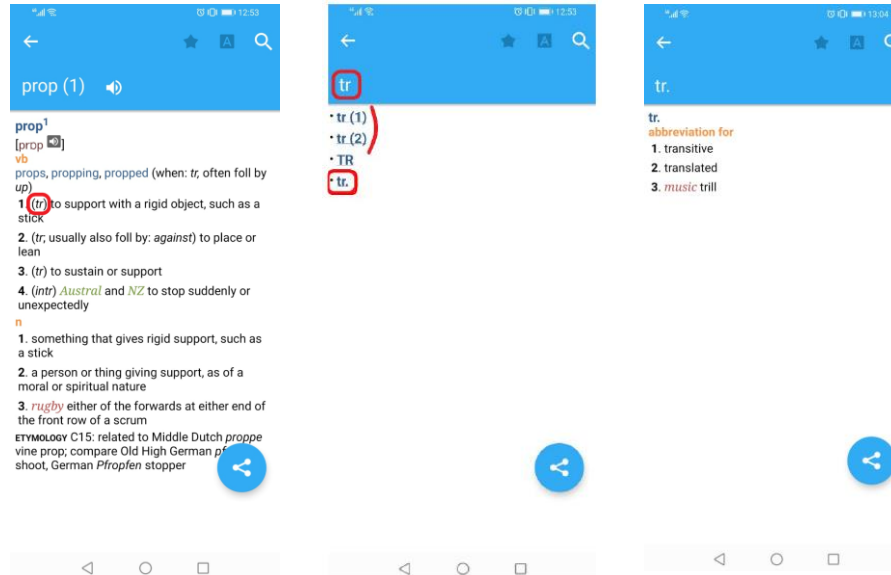 12:53
prop (1)
prop1
[prɒp]
vb
props, propping, propped (when: tr, often foll by
up)
1. (tr) to support with a rigid object, such as a
stick
2. (tr; usually also foll by: against) to place or
lean
3. (tr) to sustain or support
4. (intr) Austral and NZ to stop suddenly or
unexpectedly
n
1. something that gives rigid support, such as
a stick
2. a person or thing giving support, as of a
moral or spiritual nature
3. rugby either of the forwards at either end of
the front row of a scrum
ETYMOLOGY C15: related to Middle Dutch proppe
vine prop; compare Old High German
shoot, German Pfropfen stopper
12:53
A
tr
· tr (1)
· tr (2)
· TR
· tr.
13:04
A
tr.
tr.
abbreviation for
1. transitive
2. translated
3. music trill